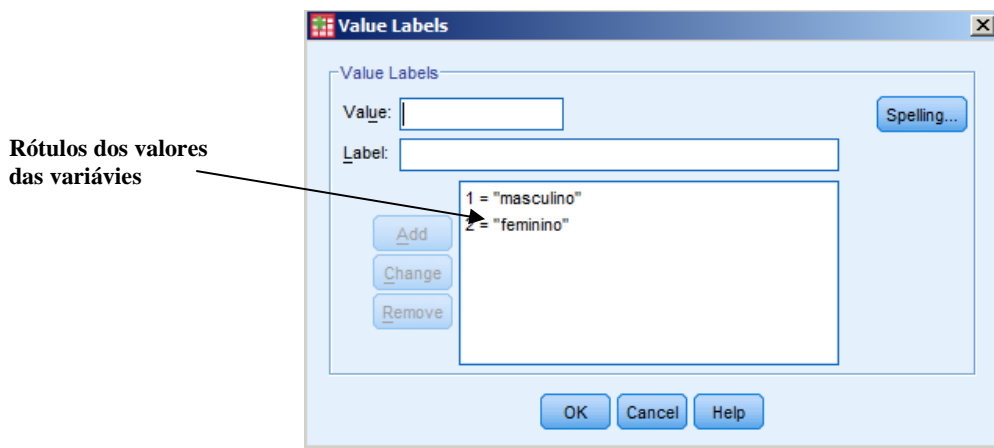 Value Labels
Value Labels
Value:
Spelling...
Rótulos dos valores
das variávies
Label:
1 = "masculino"
2 = "feminino"
Add
Change
Remove
OK
Cancel
Help